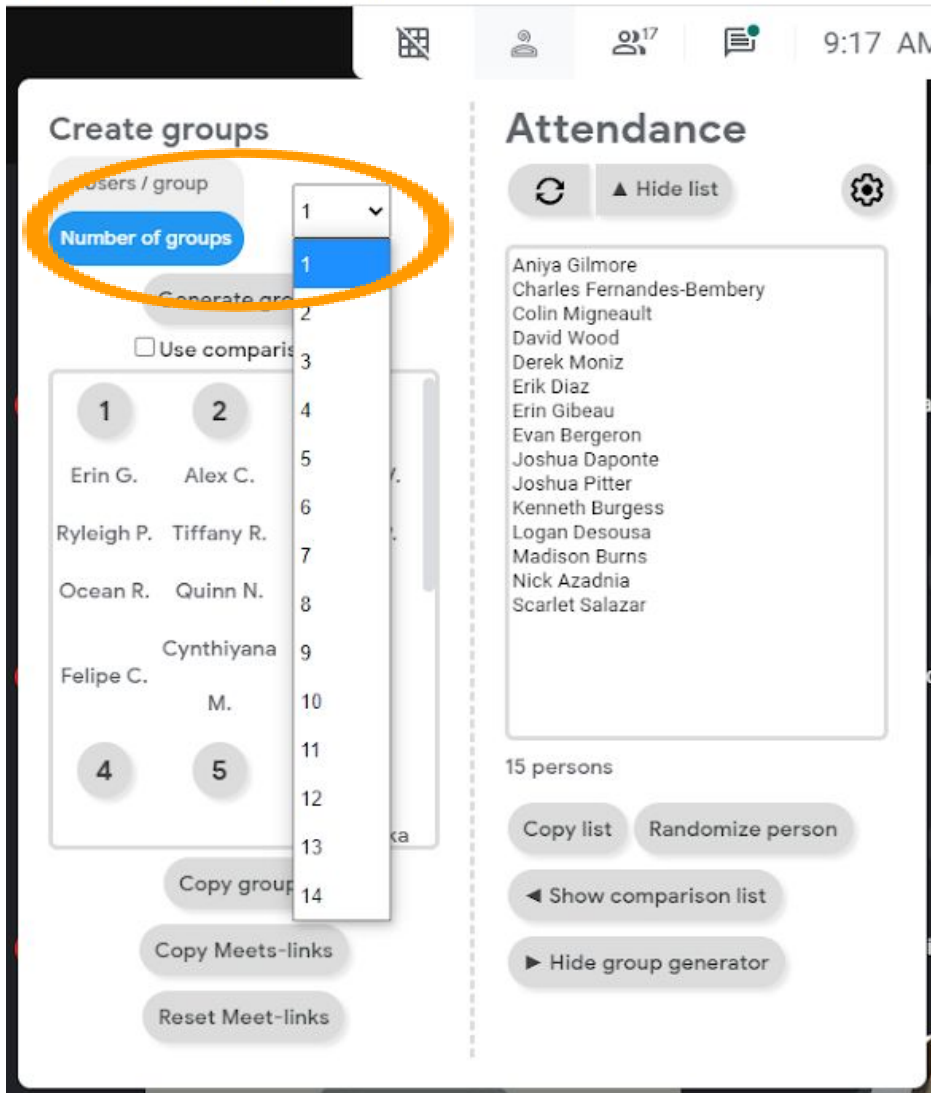 17
9:17 AM
Create groups
Users / group
Number of groups
1
1
2
3
4
5
6
7
8
9
10
11
12
13
14
Use
1 2
Erin G. Alex C.
Ryleigh P. Tiffany R.
Ocean R. Quinn N.
Felipe C. Cynthiyana M.
4 5
Copy
Copy Meets-links
Reset Meet-links
Attendance
▲ Hide list
Aniya Gilmore
Charles Fernandes-Bembery
Colin Migneault
David Wood
Derek Moniz
Erik Diaz
Erin Gibeau
Evan Bergeron
Joshua Daponte
Joshua Pitter
Kenneth Burgess
Logan Desousa
Madison Burns
Nick Azadnia
Scarlet Salazar
15 persons
Copy list Randomize person
◄ Show comparison list
► Hide group generator